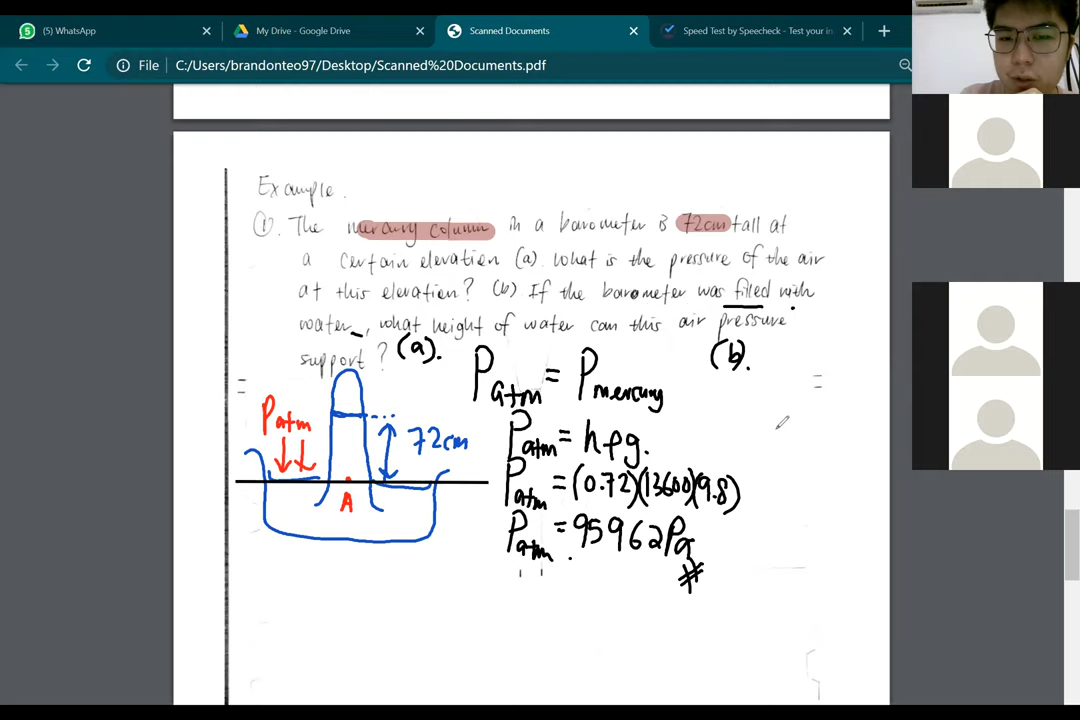 5
(5) WhatsApp
My Drive - Google Drive
Scanned Documents
Speed Test by Speecheck - Test your in
File
C:/Users/brandonteo97/Desktop/Scanned%20Documents.pdf
Example.
①. The mercury column in a barometer is 72cm tall at
a certain elevation (a). What is the pressure of the air
at this elevation? (b) If the barometer was filled with
water, what height of water can this air pressure
support?
(a).
(b).
Patm = Pmercury
Patm
72cm
A
Patm = hρg.
Patm = (0.72)(13600)(9.8)
Patm = 95962Pa #